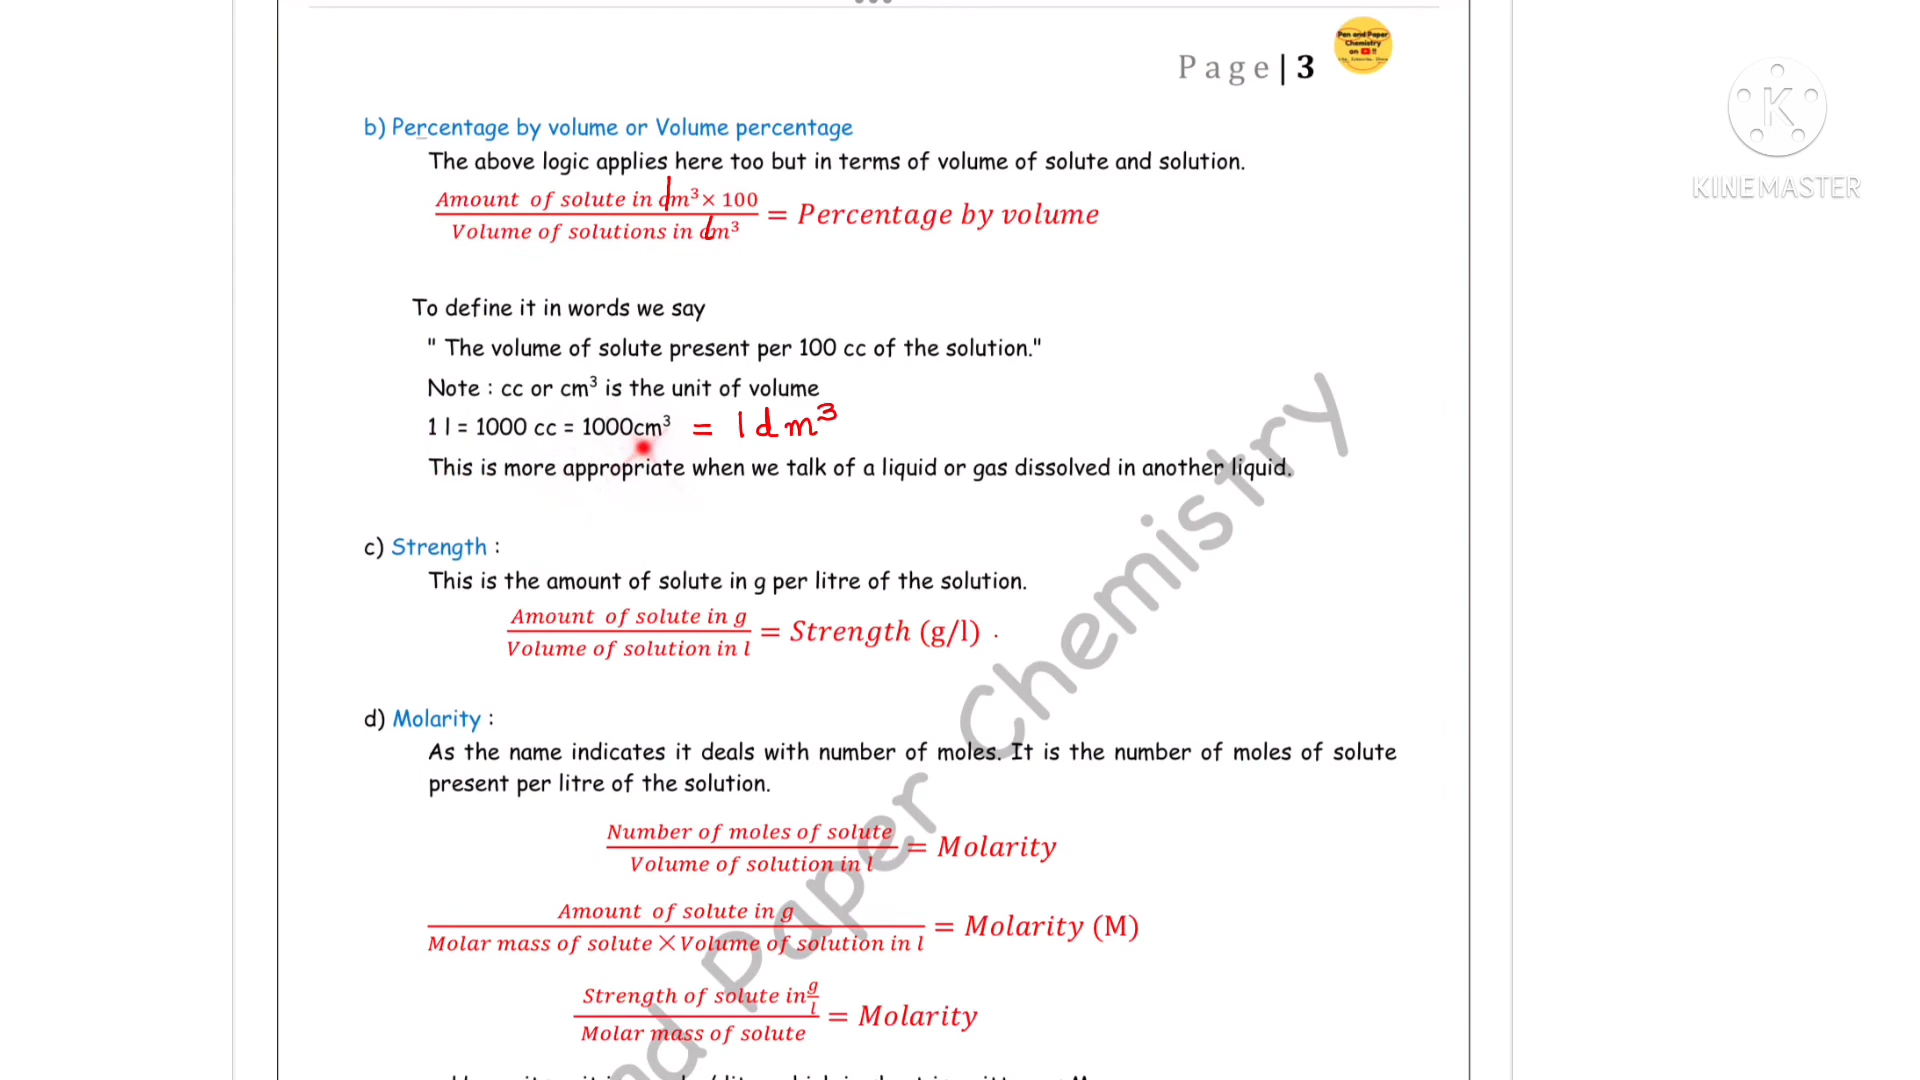 Page|3
Pen and Paper
Chemistry
on
KINEMASTER
b) Percentage by volume or Volume percentage
The above logic applies here too but in terms of volume of solute and solution.
Amount of solute in dm³× 100
Volume of solutions in dm³
= Percentage by volume
To define it in words we say
" The volume of solute present per 100 cc of the solution."
Note : cc or cm³ is the unit of volume
1 l = 1000 cc = 1000cm³ = 1dm³
This is more appropriate when we talk of a liquid or gas dissolved in another liquid.
c) Strength :
This is the amount of solute in g per litre of the solution.
Amount of solute in g
Volume of solution in l
= Strength (g/l) .
d) Molarity :
As the name indicates it deals with number of moles. It is the number of moles of solute
present per litre of the solution.
Number of moles of solute
Volume of solution in l
= Molarity
Amount of solute in g
Molar mass of solute×Volume of solution in l
= Molarity (M)
Strength of solute in g/l
Molar mass of solute
= Molarity
nd Paper Chemistry